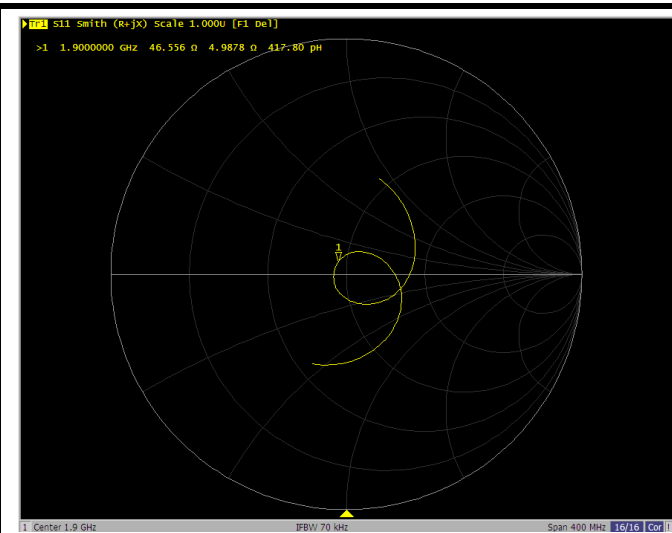 Tr1 S11 Smith (R+jX) Scale 1.000U [F1 Del]
>1 1.9000000 GHz 46.556 Ω 4.9878 Ω 417.80 pH
1
1 Center 1.9 GHz IFBW 70 kHz Span 400 MHz 16/16 Cor !